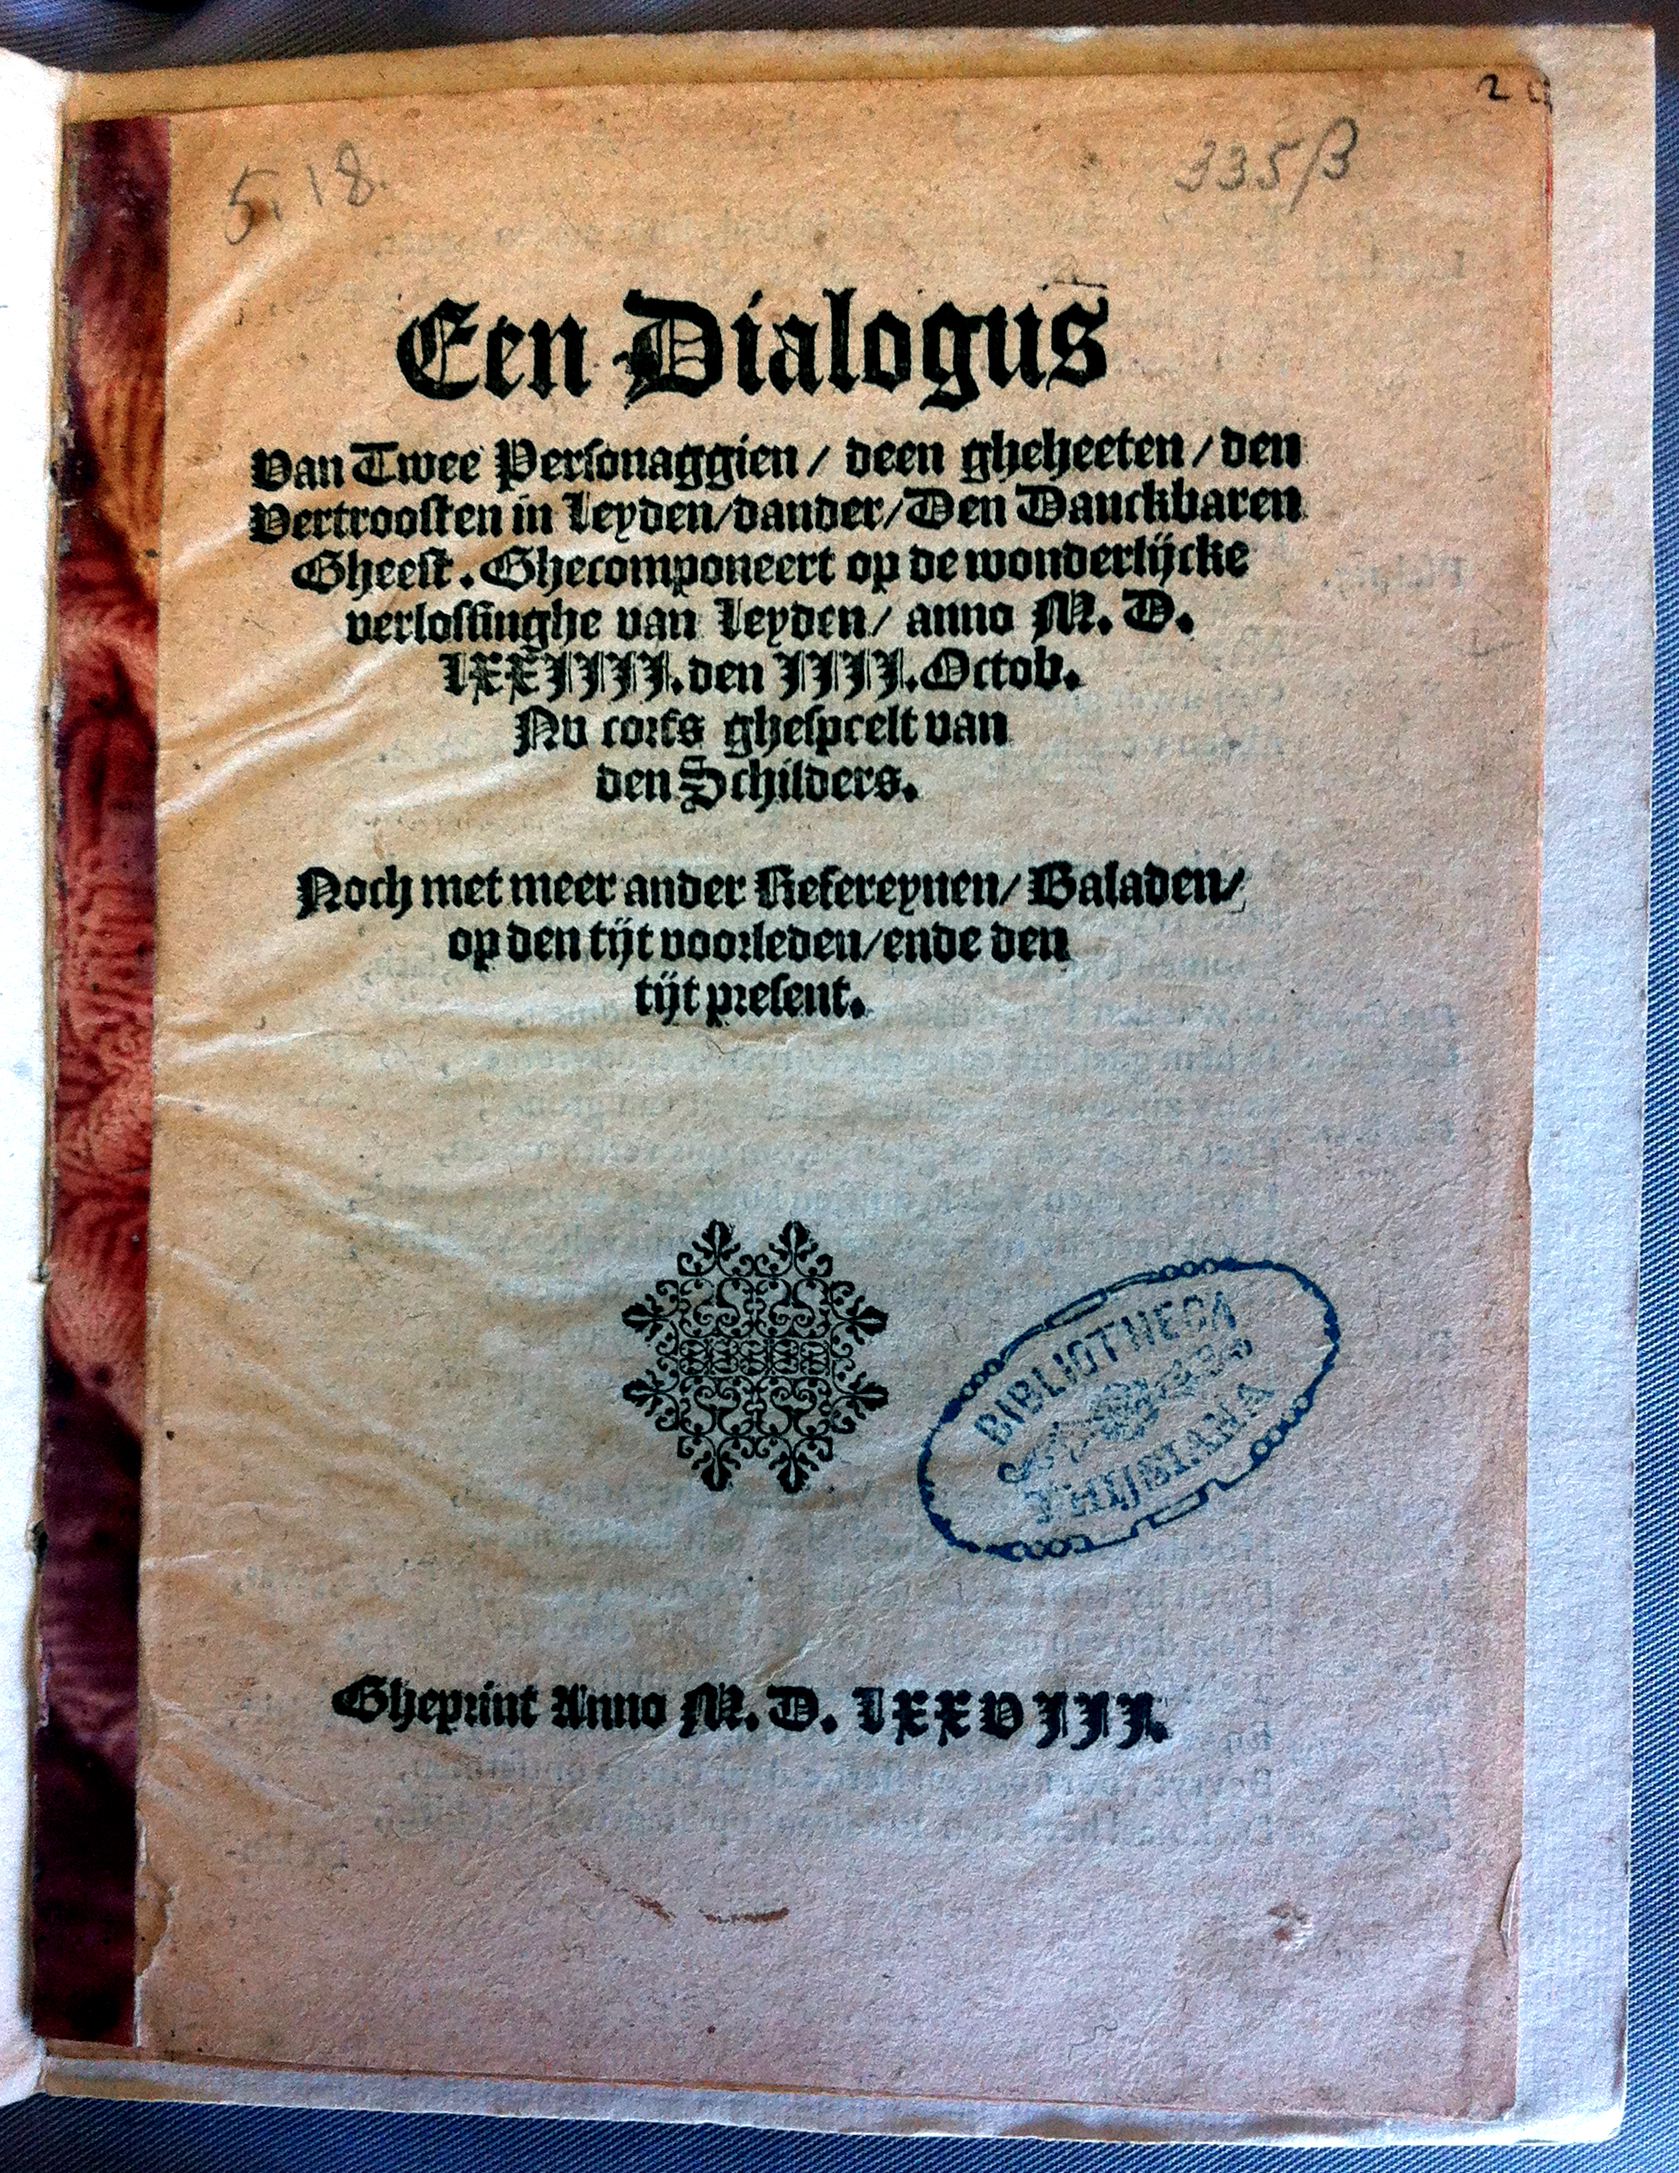 2
5.18.
335β
Een Dialogus
Van Twee Personaggien / deen gheheeten / den
Vertroosten in Leyden / dander / Den Danckbaren
Gheest. Ghecomponeert op de wonderlijcke
verlossinghe van Leyden / anno M. D.
LXXIIII. den IIII. Octob.
Nu corts ghespeelt van
den Schilders.
Noch met meer ander Refereynen / Baladen /
op den tijt voorleden / ende den
tijt present.
BIBLIOTHECA
THYSIANA
Gheprint Anno M. D. LXXVIII.